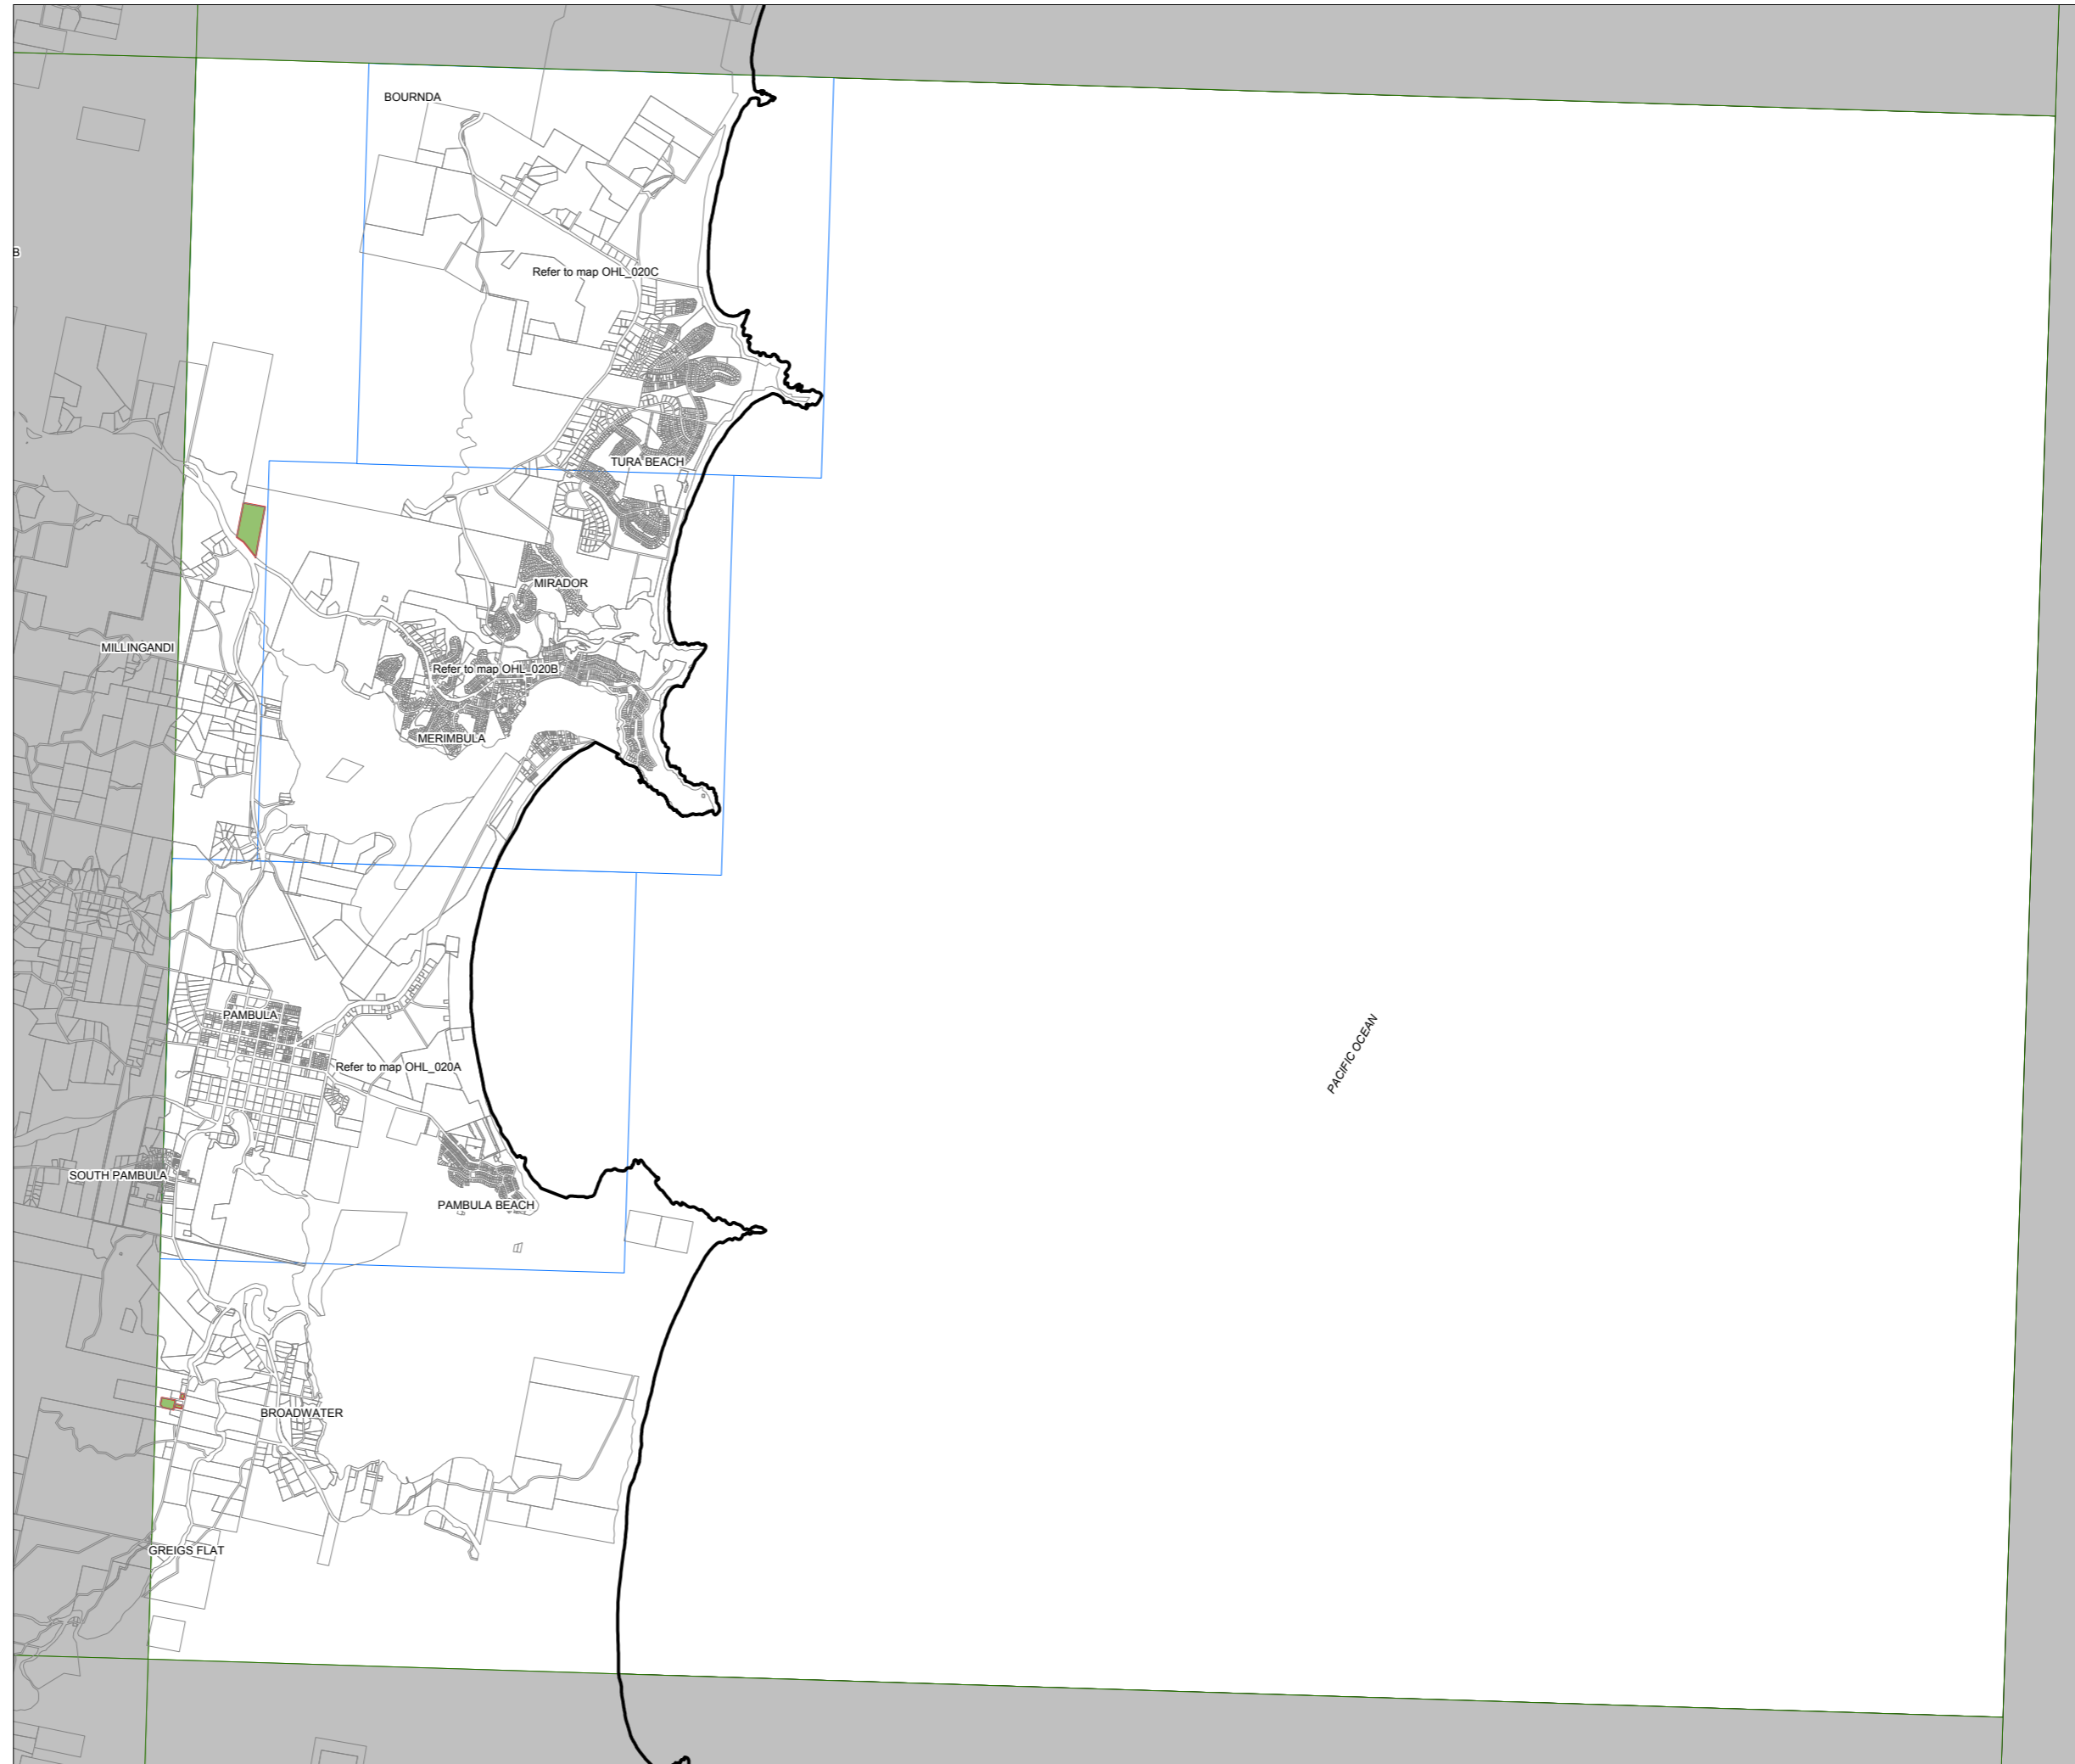 BOURNDA
B
Refer to map OHL_020C
TURA BEACH
MIRADOR
MILLINGANDI
Refer to map OHL_020B
MERIMBULA
PAMBULA
PACIFIC OCEAN
Refer to map OHL_020A
SOUTH PAMBULA
PAMBULA BEACH
BROADWATER
GREIGS FLAT